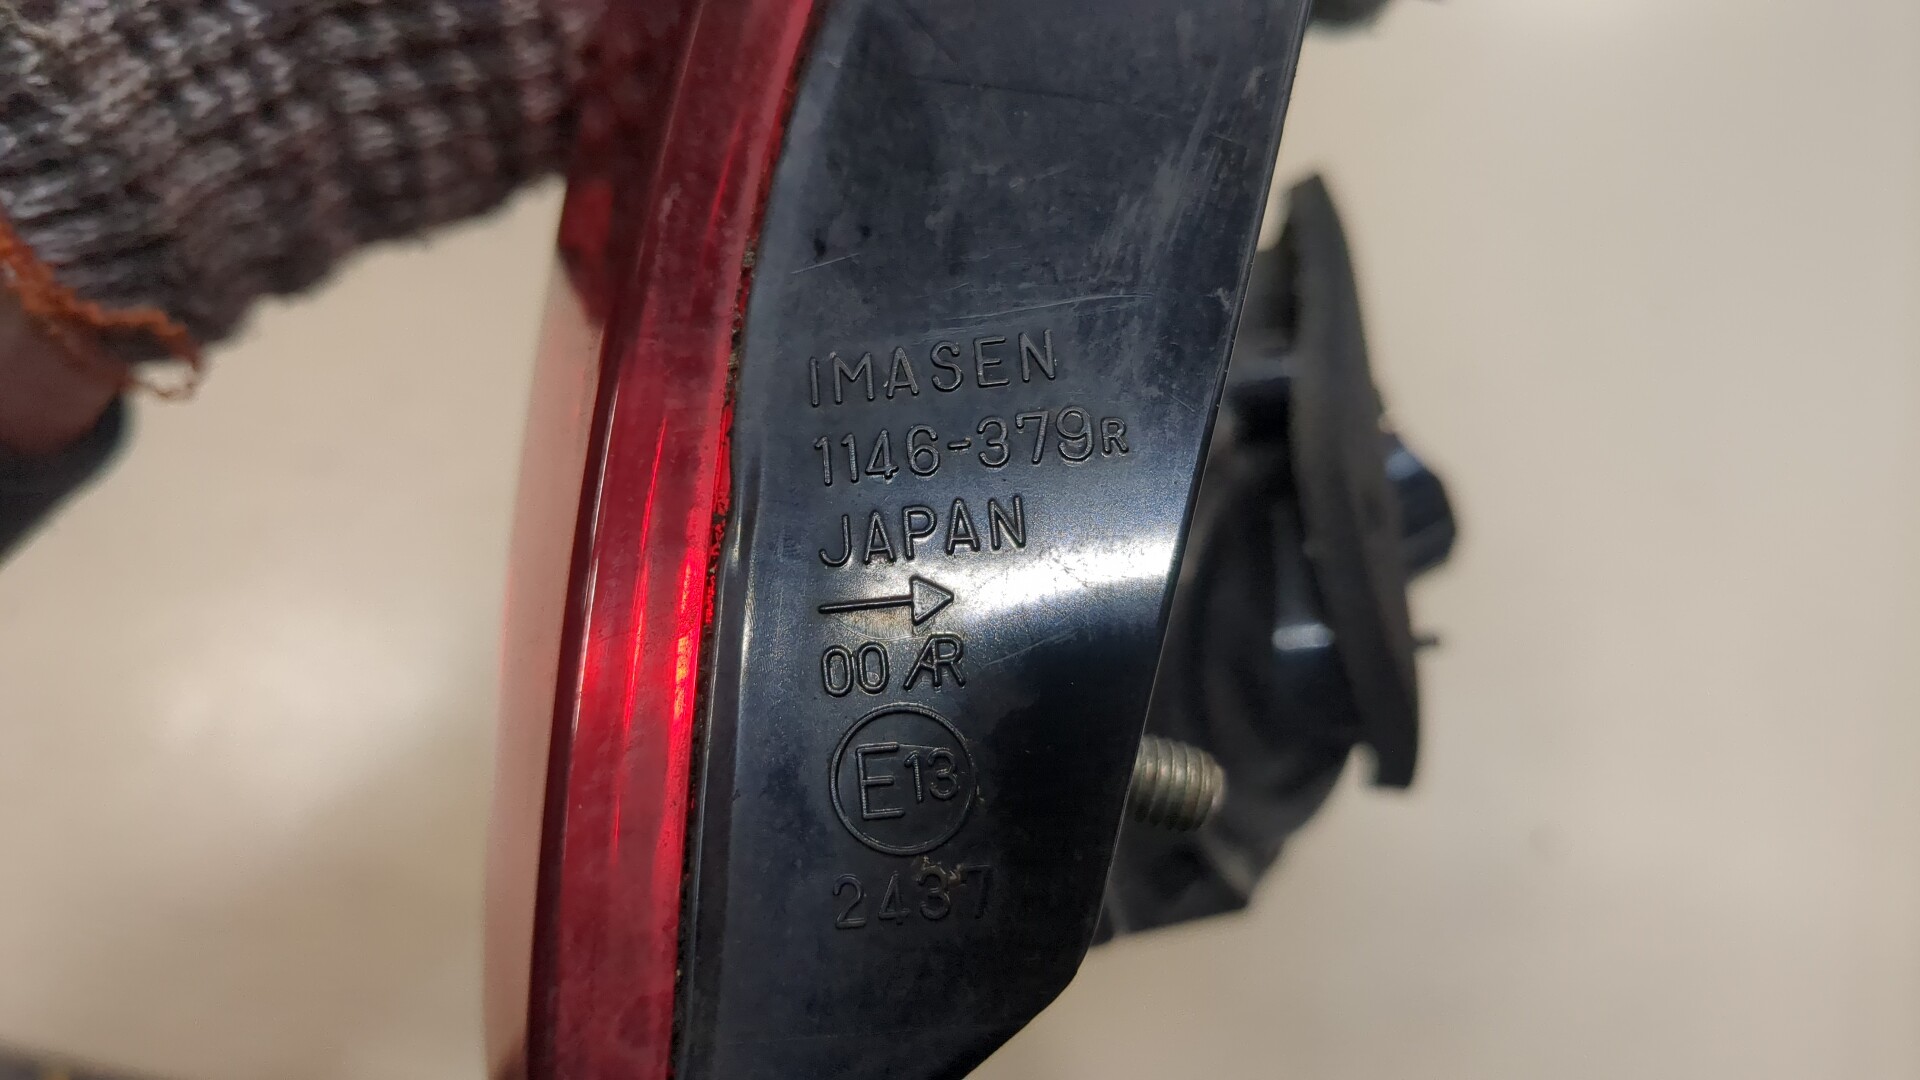 IMASEN
1146-379R
JAPAN
→
00 AR
E13
2437